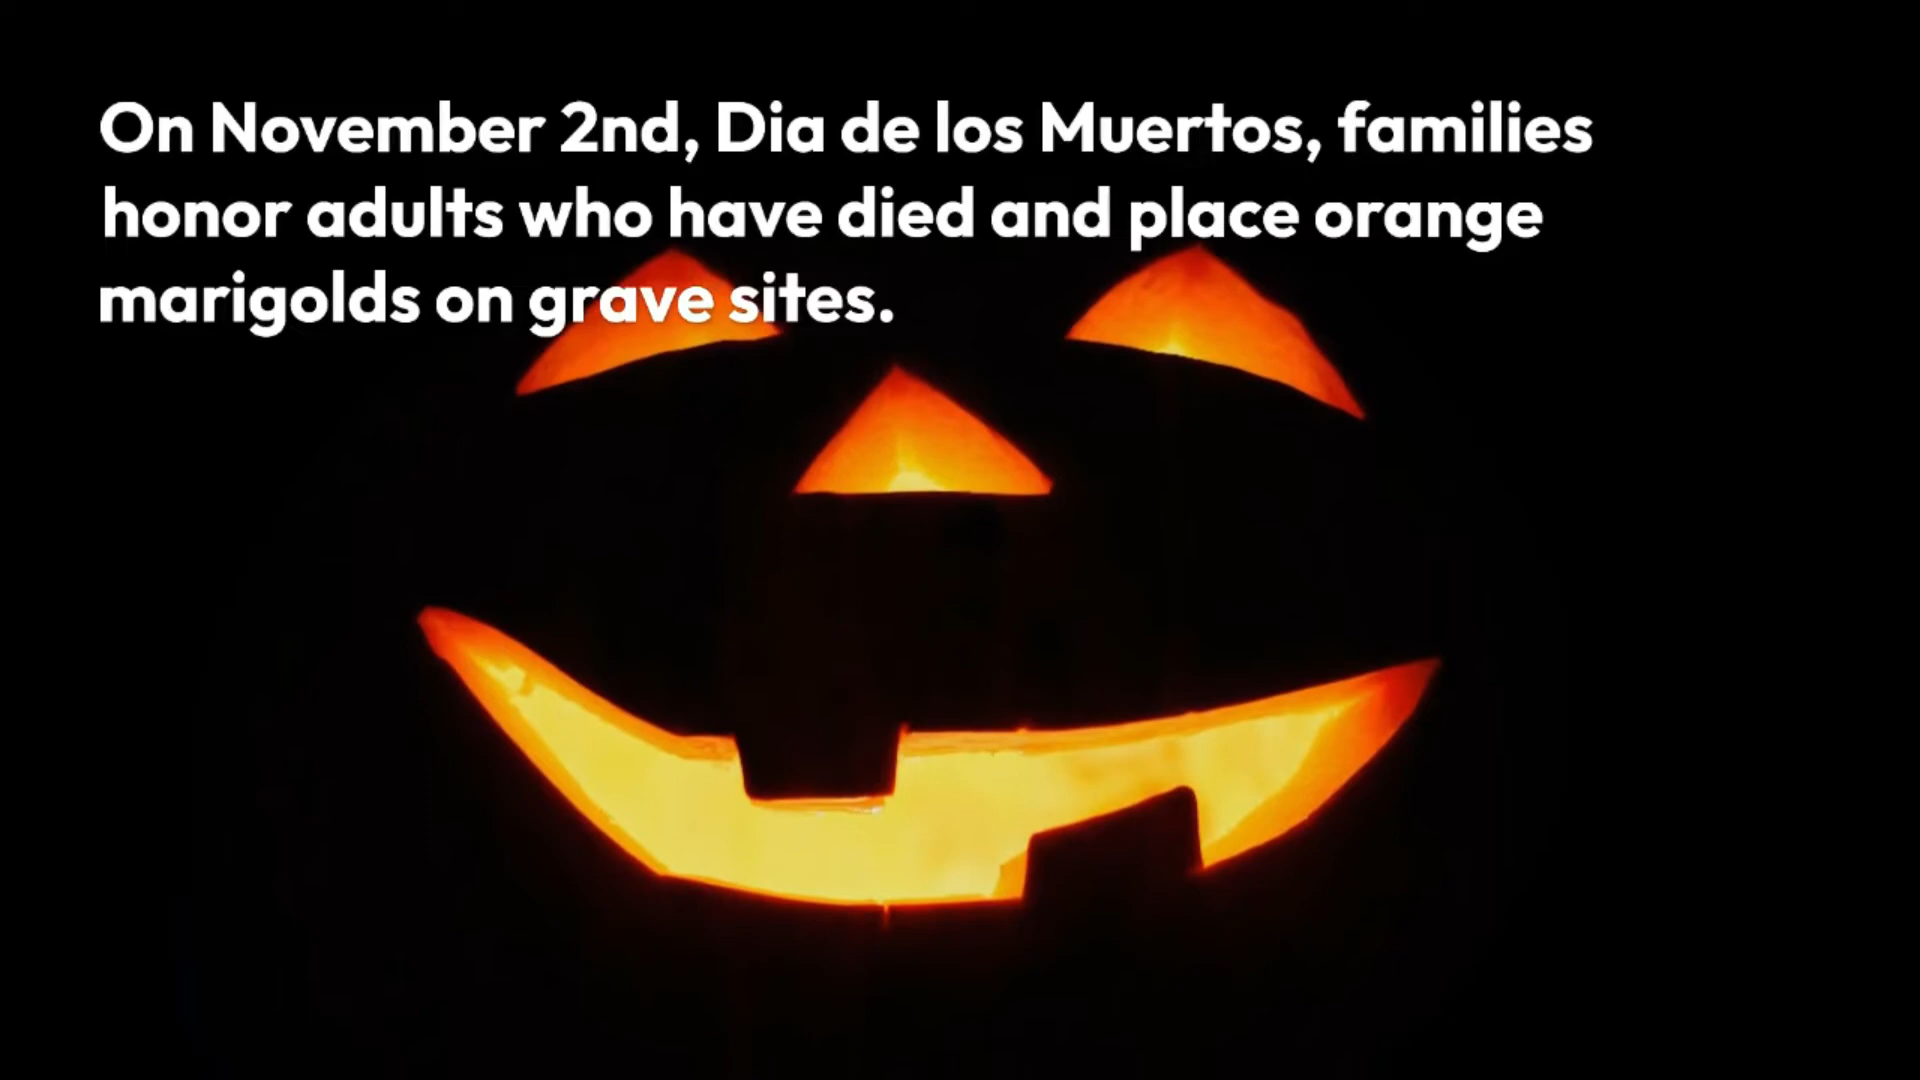 On November 2nd, Dia de los Muertos, families
honor adults who have died and place orange
marigolds on grave sites.